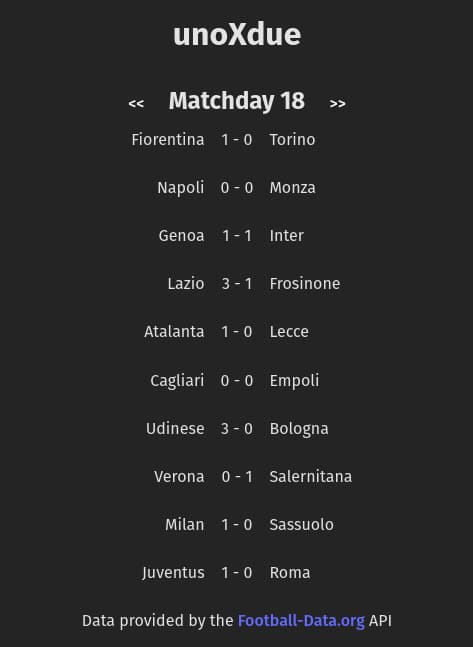 unoXdue
<< Matchday 18 >>
Fiorentina 1 - 0 Torino
Napoli 0 - 0 Monza
Genoa 1 - 1 Inter
Lazio 3 - 1 Frosinone
Atalanta 1 - 0 Lecce
Cagliari 0 - 0 Empoli
Udinese 3 - 0 Bologna
Verona 0 - 1 Salernitana
Milan 1 - 0 Sassuolo
Juventus 1 - 0 Roma
Data provided by the Football-Data.org API